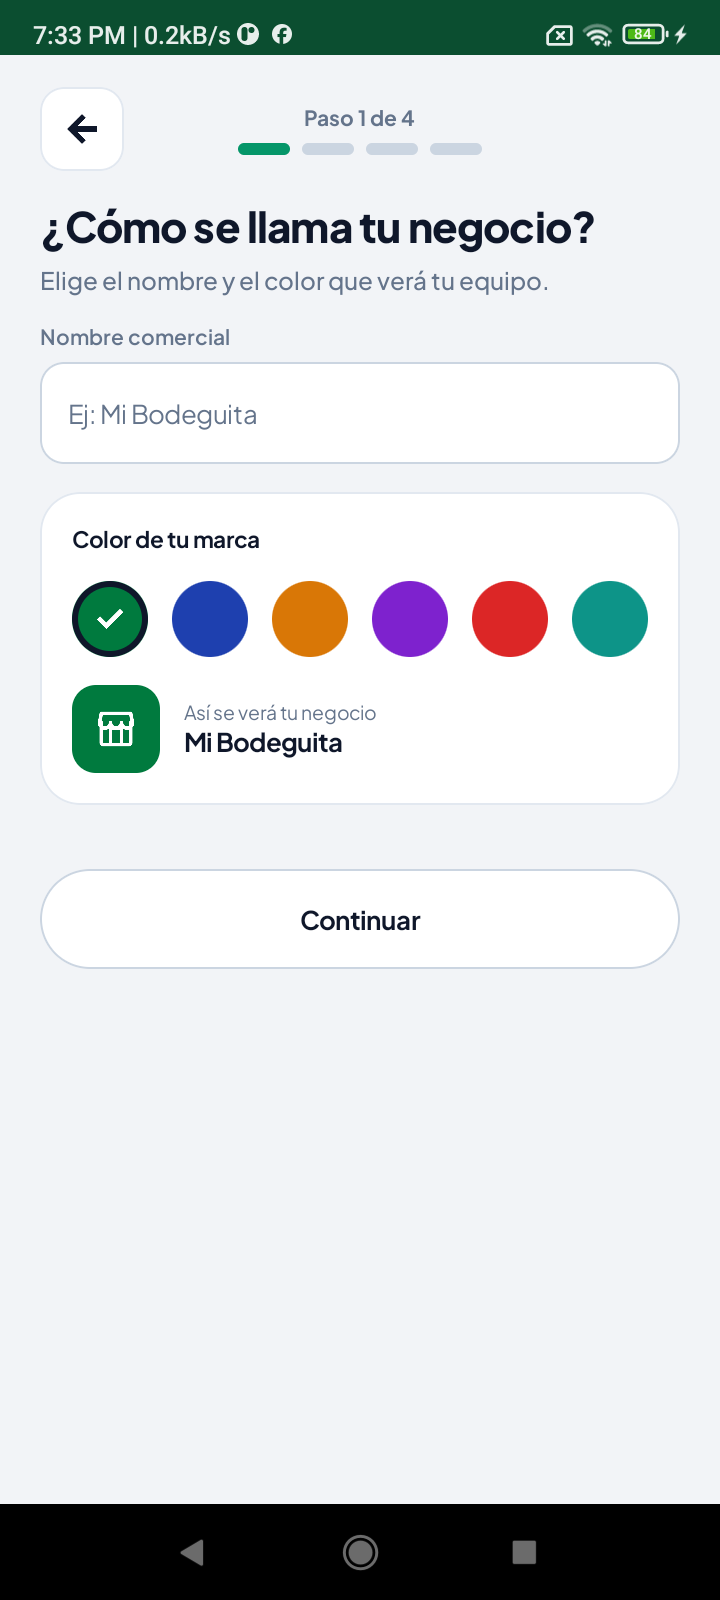 7:33 PM | 0.2kB/s
84
Paso 1 de 4
¿Cómo se llama tu negocio?
Elige el nombre y el color que verá tu equipo.
Nombre comercial
Ej: Mi Bodeguita
Color de tu marca
Así se verá tu negocio
Mi Bodeguita
Continuar